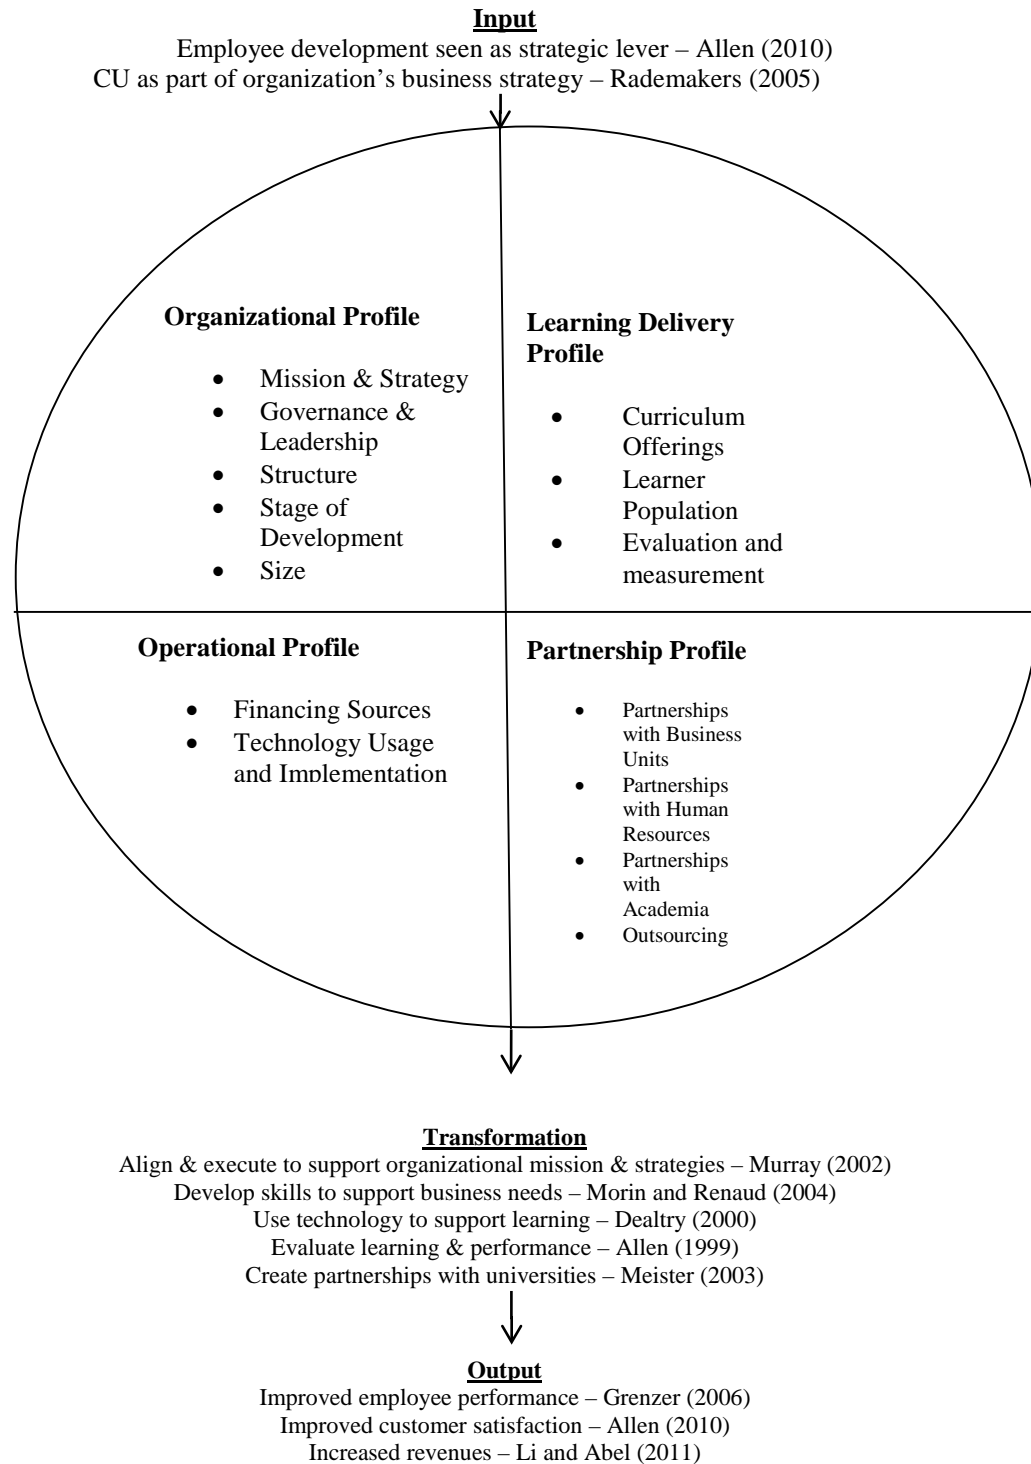 Input
Employee development seen as strategic lever – Allen (2010)
CU as part of organization’s business strategy – Rademakers (2005)
Organizational Profile
• Mission & Strategy
• Governance &
Leadership
• Structure
• Stage of
Development
• Size
Learning Delivery
Profile
• Curriculum
Offerings
• Learner
Population
• Evaluation and
measurement
Operational Profile
• Financing Sources
• Technology Usage
and Implementation
Partnership Profile
• Partnerships
with Business
Units
• Partnerships
with Human
Resources
• Partnerships
with
Academia
• Outsourcing
Transformation
Align & execute to support organizational mission & strategies – Murray (2002)
Develop skills to support business needs – Morin and Renaud (2004)
Use technology to support learning – Dealtry (2000)
Evaluate learning & performance – Allen (1999)
Create partnerships with universities – Meister (2003)
Output
Improved employee performance – Grenzer (2006)
Improved customer satisfaction – Allen (2010)
Increased revenues – Li and Abel (2011)